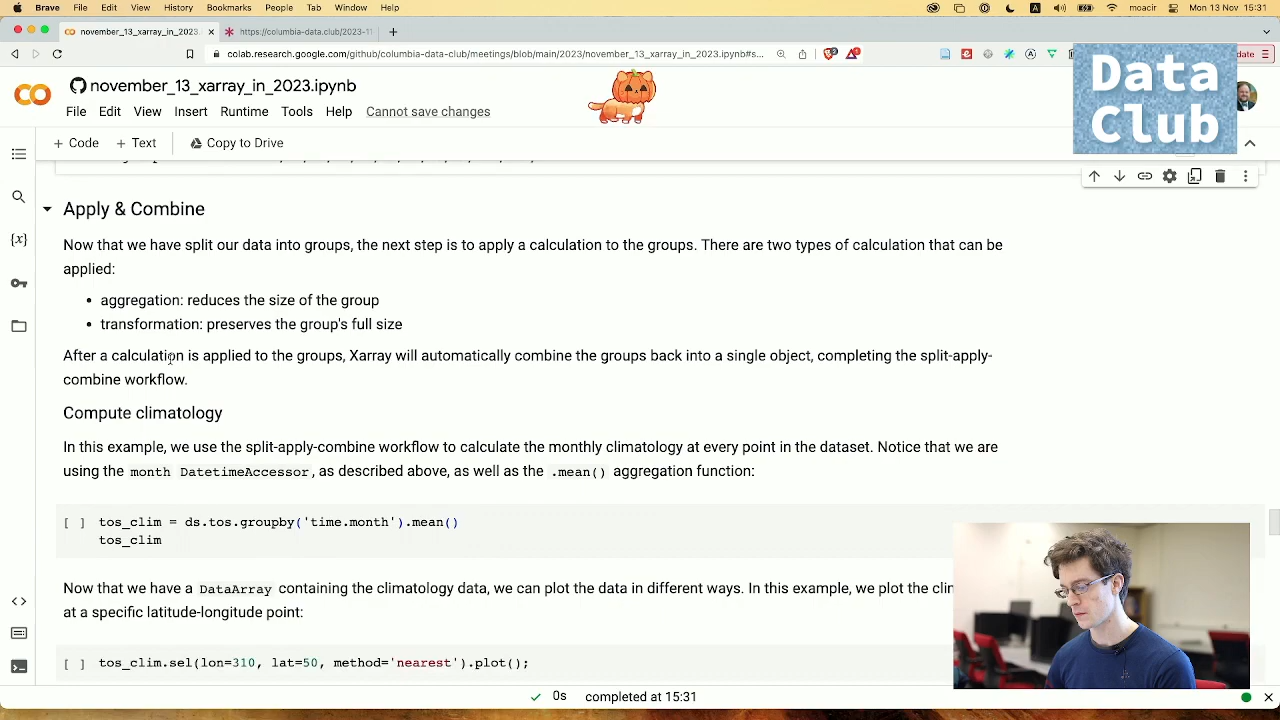 Brave File Edit View History Bookmarks People Tab Window Help
A
moacir Mon 13 Nov 15:31
november_13_xarray_in_2023.ip
https://columbia-data.club/2023-11
colab.research.google.com/github/columbia-data-club/meetings/blob/main/2023/november_13_xarray_in_2023.ipynb#s...
date
november_13_xarray_in_2023.ipynb
File Edit View Insert Runtime Tools Help Cannot save changes
Data
Club
+ Code + Text Copy to Drive
Apply & Combine
Now that we have split our data into groups, the next step is to apply a calculation to the groups. There are two types of calculation that can be
applied:
• aggregation: reduces the size of the group
• transformation: preserves the group's full size
After a calculation is applied to the groups, Xarray will automatically combine the groups back into a single object, completing the split-apply-
combine workflow.
Compute climatology
In this example, we use the split-apply-combine workflow to calculate the monthly climatology at every point in the dataset. Notice that we are
using the month DatetimeAccessor, as described above, as well as the .mean() aggregation function:
[ ] tos_clim = ds.tos.groupby('time.month').mean()
tos_clim
Now that we have a DataArray containing the climatology data, we can plot the data in different ways. In this example, we plot the clim
at a specific latitude-longitude point:
[ ] tos_clim.sel(lon=310, lat=50, method='nearest').plot();
0s completed at 15:31